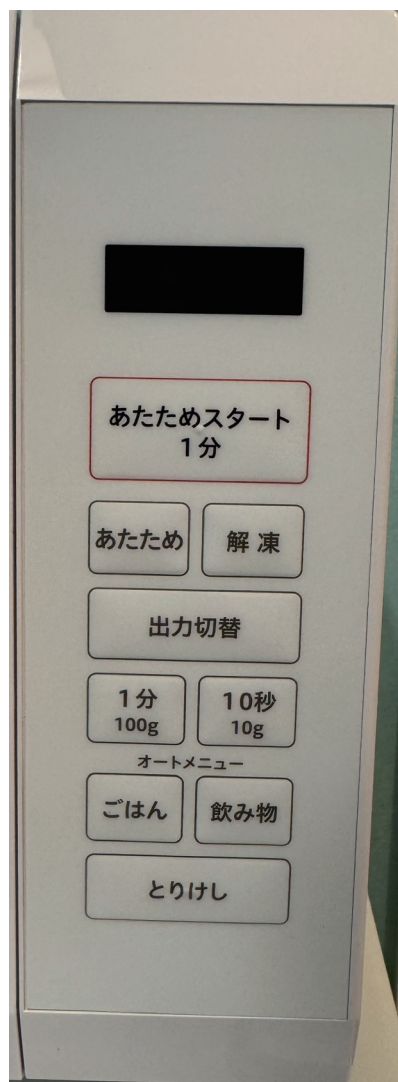 あたためスタート
1分
あたため
解凍
出力切替
1分
100g
10秒
10g
オートメニュー
ごはん
飲み物
とりけし